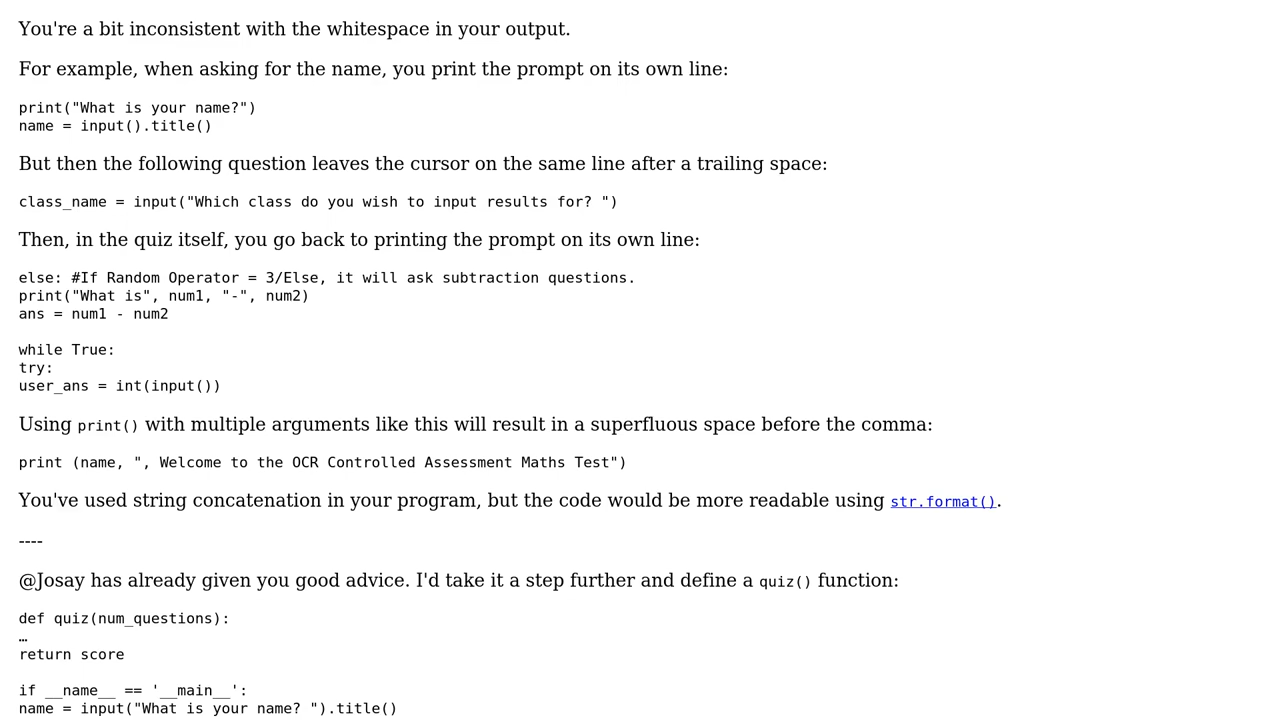 You're a bit inconsistent with the whitespace in your output.
For example, when asking for the name, you print the prompt on its own line:
print("What is your name?")
name = input().title()
But then the following question leaves the cursor on the same line after a trailing space:
class_name = input("Which class do you wish to input results for? ")
Then, in the quiz itself, you go back to printing the prompt on its own line:
else: #If Random Operator = 3/Else, it will ask subtraction questions.
print("What is", num1, "-", num2)
ans = num1 - num2
while True:
try:
user_ans = int(input())
Using print() with multiple arguments like this will result in a superfluous space before the comma:
print (name, ", Welcome to the OCR Controlled Assessment Maths Test")
You've used string concatenation in your program, but the code would be more readable using str.format().
----
@Josay has already given you good advice. I'd take it a step further and define a quiz() function:
def quiz(num_questions):
…
return score
if __name__ == '__main__':
name = input("What is your name? ").title()